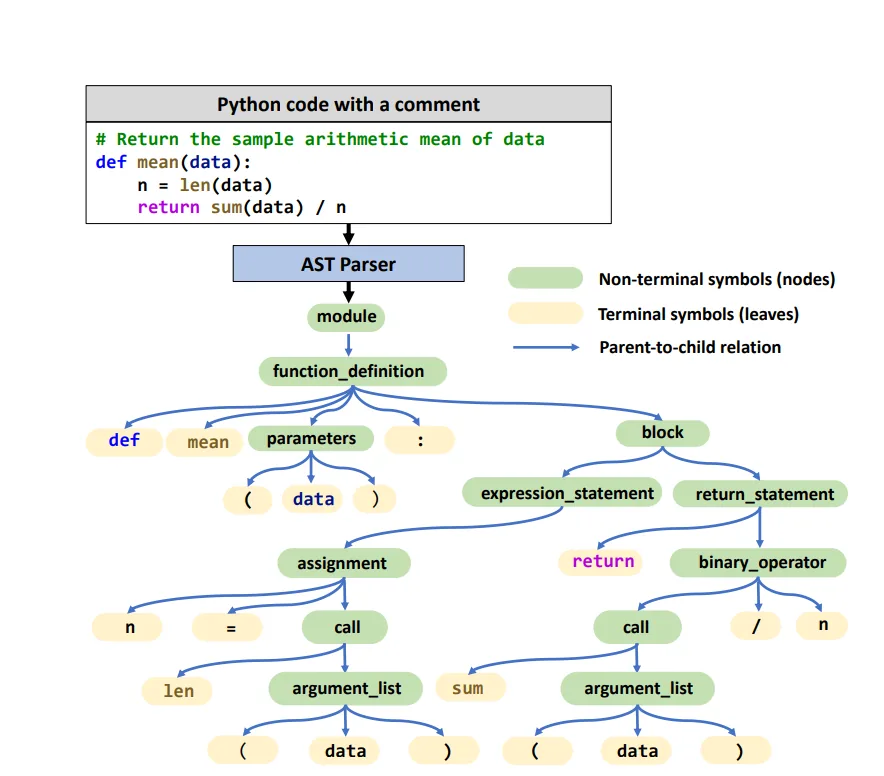 Python code with a comment
# Return the sample arithmetic mean of data
def mean(data):
    n = len(data)
    return sum(data) / n
AST Parser
Non-terminal symbols (nodes)
Terminal symbols (leaves)
Parent-to-child relation
module
function_definition
def mean parameters : block
( data ) expression_statement return_statement
assignment return binary_operator
n = call call / n
len argument_list sum argument_list
( data ) ( data )